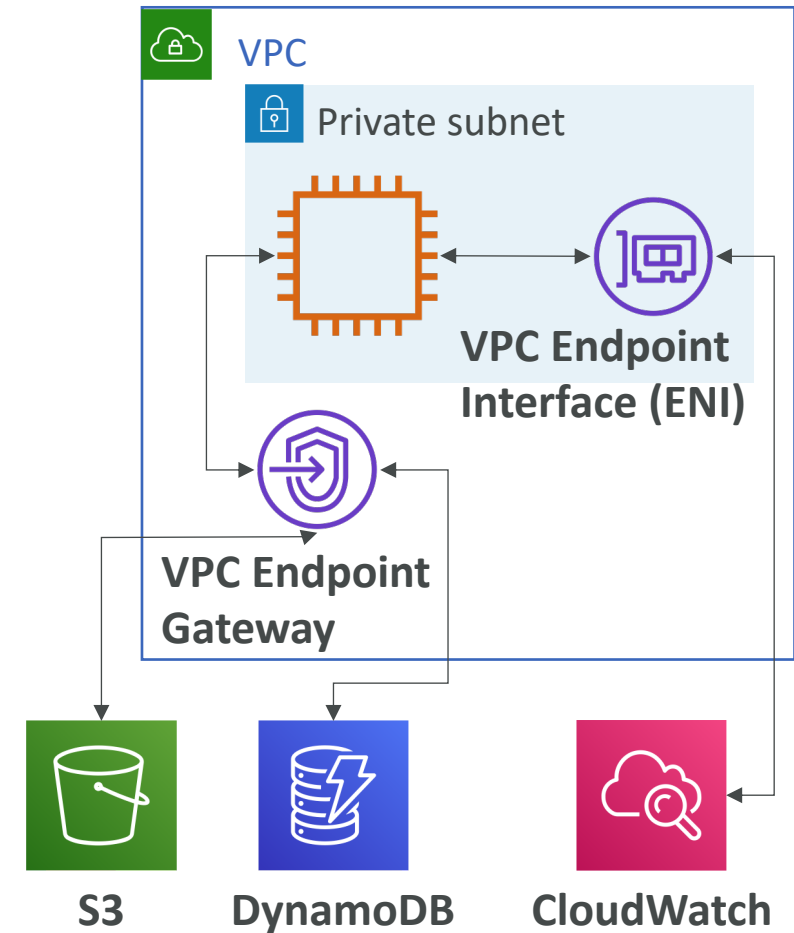 VPC
Private subnet
VPC Endpoint
Interface (ENI)
VPC Endpoint
Gateway
S3
DynamoDB
CloudWatch